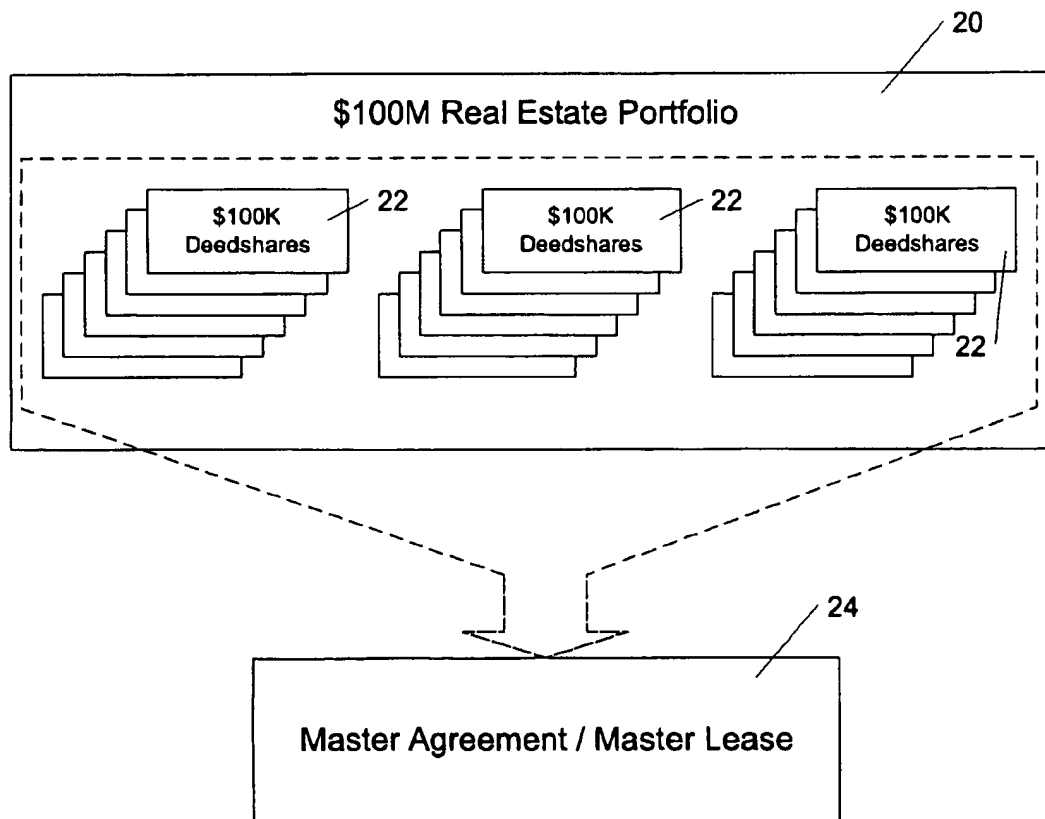 20
$100M Real Estate Portfolio
$100K
Deedshares
22
$100K
Deedshares
22
$100K
Deedshares
22
24
Master Agreement / Master Lease